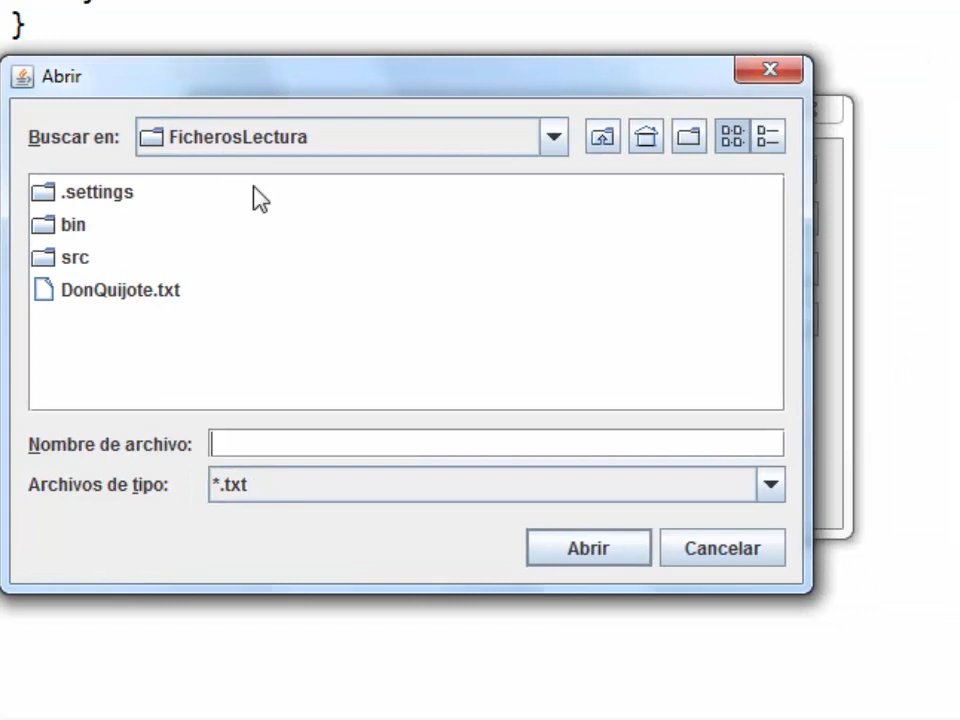 }
Abrir
Buscar en: FicherosLectura
.settings
bin
src
DonQuijote.txt
Nombre de archivo:
Archivos de tipo: *.txt
Abrir Cancelar